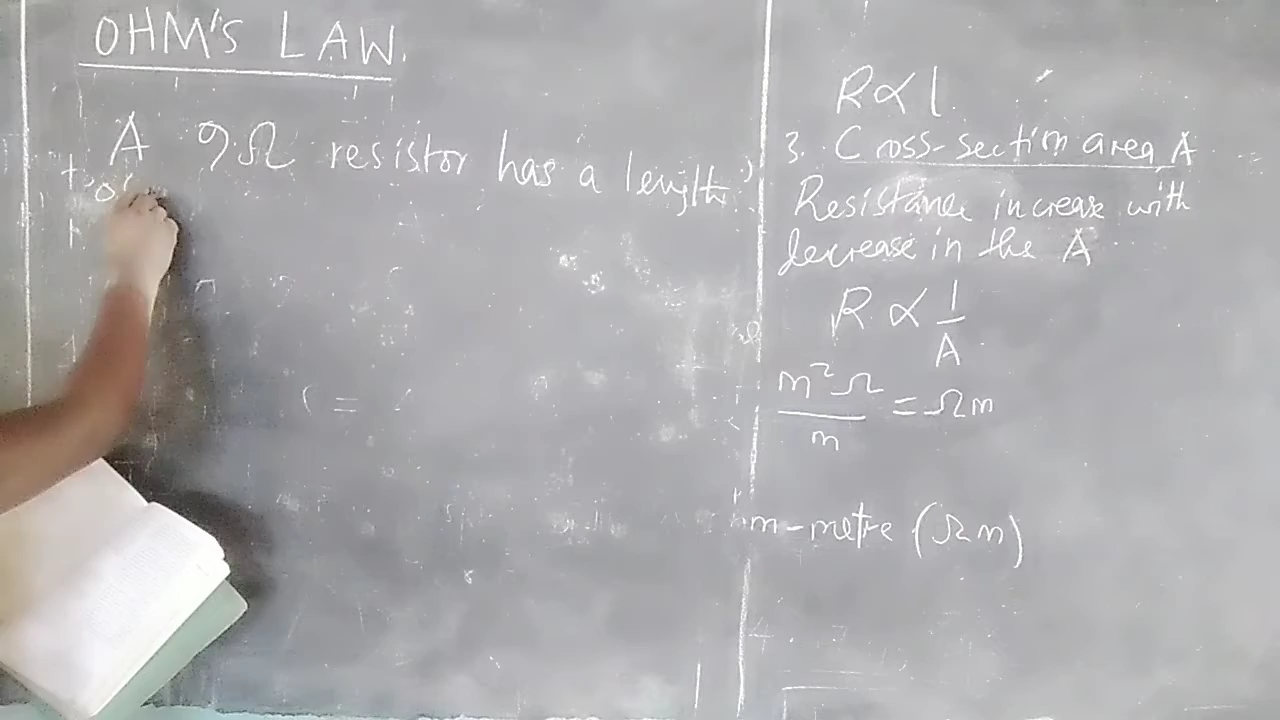 OHM'S LAW.
A 9Ω resistor has a length
R ∝ l
3. Cross-section area A
Resistance increase with
decrease in the A
R ∝ 1/A
m²Ω/m = Ωm
m-metre (Ωm)